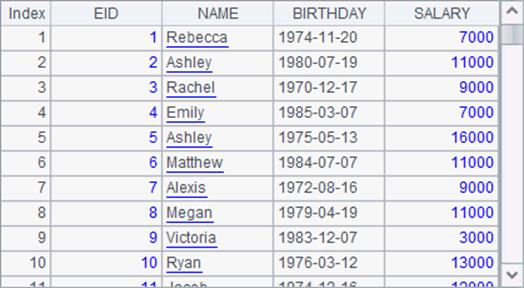 Index EID NAME BIRTHDAY SALARY
1 1 Rebecca 1974-11-20 7000
2 2 Ashley 1980-07-19 11000
3 3 Rachel 1970-12-17 9000
4 4 Emily 1985-03-07 7000
5 5 Ashley 1975-05-13 16000
6 6 Matthew 1984-07-07 11000
7 7 Alexis 1972-08-16 9000
8 8 Megan 1979-04-19 11000
9 9 Victoria 1983-12-07 3000
10 10 Ryan 1976-03-12 13000
11 11 Jacob